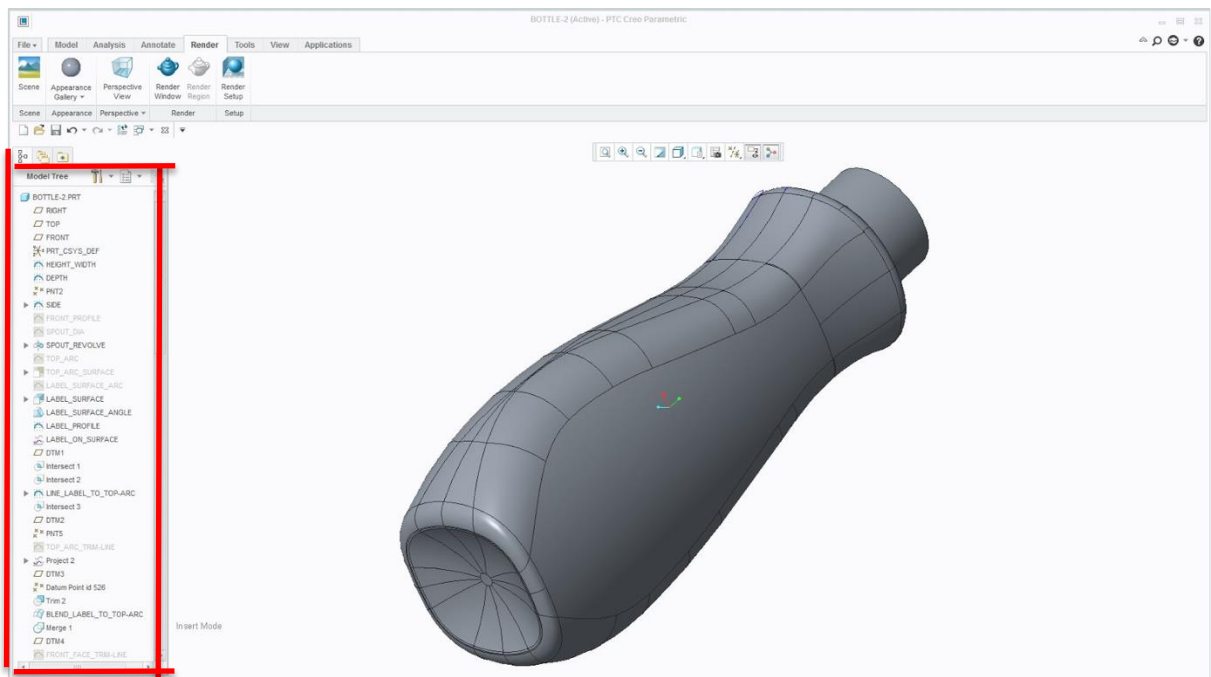 BOTTLE-2 (Active) - PTC Creo Parametric
File Model Analysis Annotate Render Tools View Applications
Scene Appearance Gallery Perspective View Render Window Render Region Render Setup
Scene Appearance Perspective Render Setup
Model Tree
BOTTLE-2.PRT
RIGHT
TOP
FRONT
PRT_CSYS_DEF
HEIGHT_WIDTH
DEPTH
PNT2
SIDE
FRONT_PROFILE
SPOUT_DIA
SPOUT_REVOLVE
TOP_ARC
TOP_ARC_SURFACE
LABEL_SURFACE_ARC
LABEL_SURFACE
LABEL_SURFACE_ANGLE
LABEL_PROFILE
LABEL_ON_SURFACE
DTM1
Intersect 1
Intersect 2
LINE_LABEL_TO_TOP-ARC
Intersect 3
DTM2
PNT5
TOP_ARC_TRIM-LINE
Project 2
DTM3
Datum Point id 526
Trim 2
BLEND_LABEL_TO_TOP-ARC
Merge 1
Insert Mode
DTM4
FRONT_FACE_TRIM-LINE